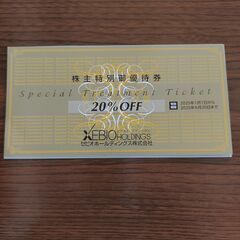 株主特別御優待券
Special Treatment Ticket
20%OFF
XEBIO HOLDINGS
ゼビオホールディングス株式会社